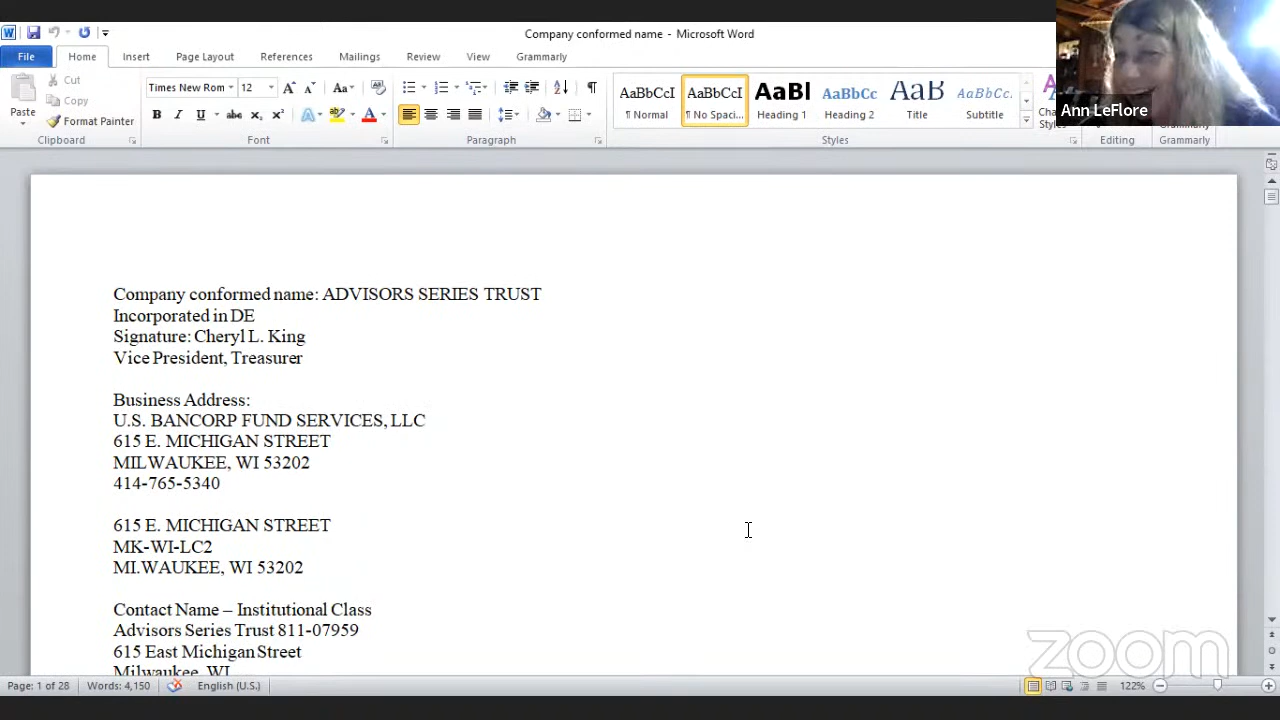 Company conformed name - Microsoft Word
File Home Insert Page Layout References Mailings Review View Grammarly
Paste
Cut
Copy
Format Painter
Clipboard
Times New Rom 12
Font
Paragraph
AaBbCcI AaBbCcI AaBl AaBbCc AaB AaBbCc.
¶ Normal ¶ No Spaci... Heading 1 Heading 2 Title Subtitle
Styles
Editing
Grammarly
Ann LeFlore
Company conformed name: ADVISORS SERIES TRUST
Incorporated in DE
Signature: Cheryl L. King
Vice President, Treasurer
Business Address:
U.S. BANCORP FUND SERVICES, LLC
615 E. MICHIGAN STREET
MILWAUKEE, WI 53202
414-765-5340
615 E. MICHIGAN STREET
MK-WI-LC2
MI.WAUKEE, WI 53202
Contact Name – Institutional Class
Advisors Series Trust 811-07959
615 East Michigan Street
Milwaukee, WI
zoom
Page: 1 of 28 Words: 4,150 English (U.S.) 122%